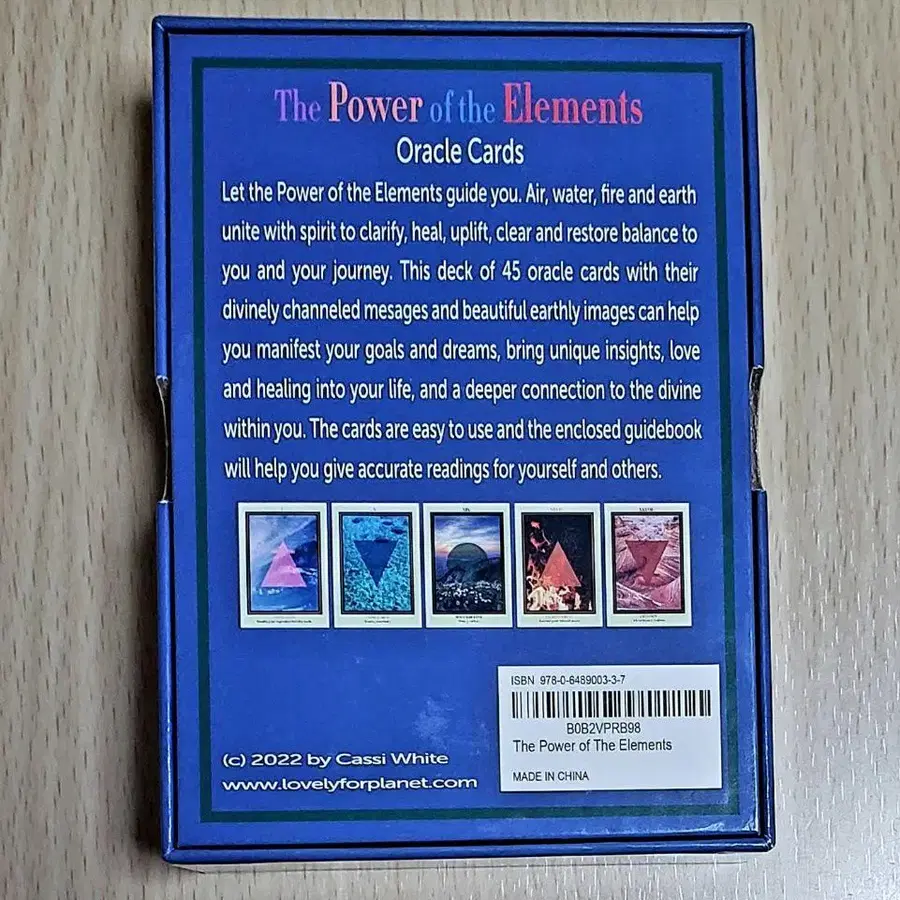 The Power of the Elements
Oracle Cards
Let the Power of the Elements guide you. Air, water, fire and earth
unite with spirit to clarify, heal, uplift, clear and restore balance to
you and your journey. This deck of 45 oracle cards with their
divinely channeled mesages and beautiful earthly images can help
you manifest your goals and dreams, bring unique insights, love
and healing into your life, and a deeper connection to the divine
within you. The cards are easy to use and the enclosed guidebook
will help you give accurate readings for yourself and others.
ISBN 978-0-6489003-3-7
B0B2VPRB98
The Power of The Elements
MADE IN CHINA
(c) 2022 by Cassi White
www.lovelyforplanet.com